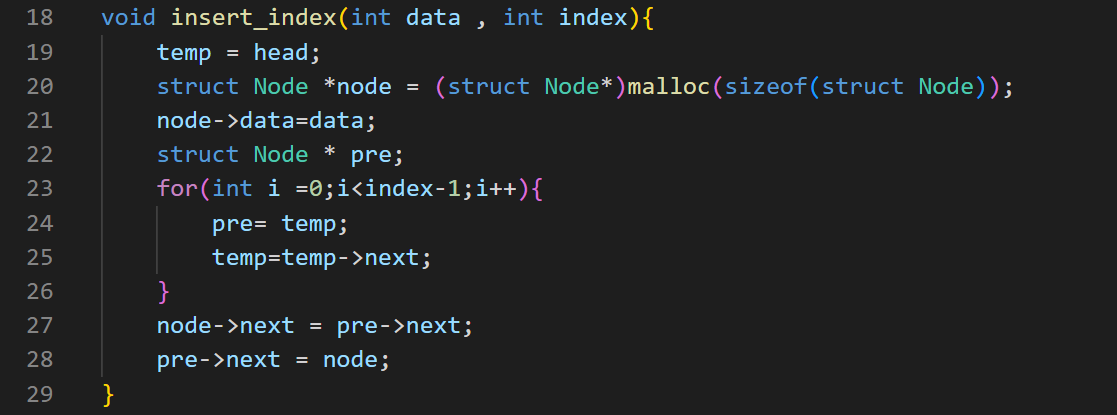 18 void insert_index(int data , int index){
19 temp = head;
20 struct Node *node = (struct Node*)malloc(sizeof(struct Node));
21 node->data=data;
22 struct Node * pre;
23 for(int i =0;i<index-1;i++){
24 pre= temp;
25 temp=temp->next;
26 }
27 node->next = pre->next;
28 pre->next = node;
29 }